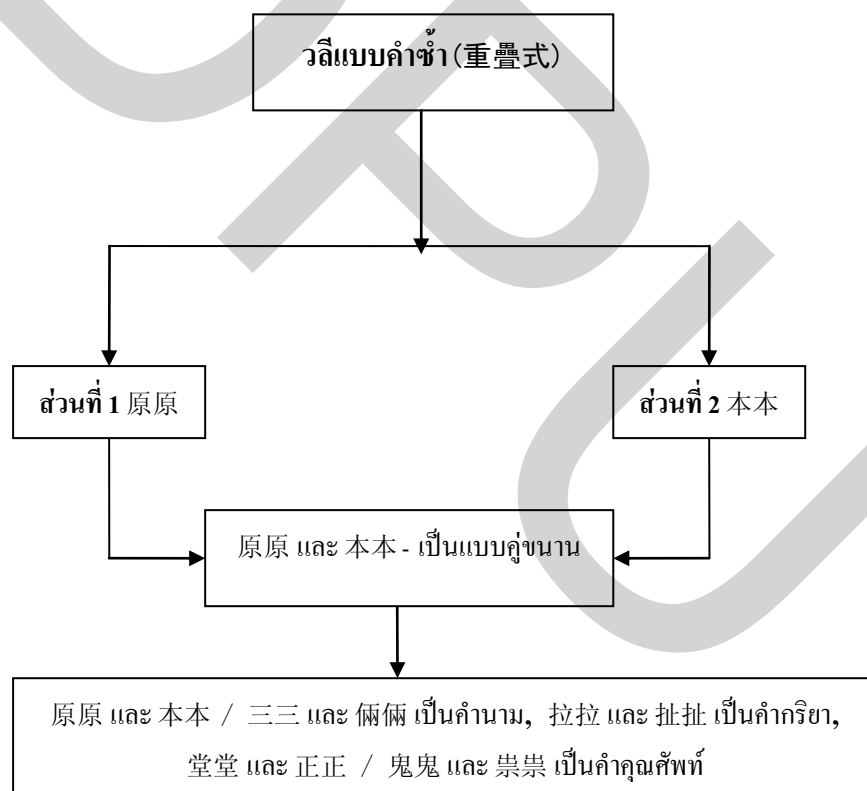 วลีแบบคำซ้ำ(重疊式)
ส่วนที่ 1 原原
ส่วนที่ 2 本本
原原 และ 本本 - เป็นแบบคู่ขนาน
原原 และ 本本 / 三三 และ 倆倆 เป็นคำนาม, 拉拉 และ 扯扯 เป็นคำกริยา,
堂堂 และ 正正 / 鬼鬼 และ 祟祟 เป็นคำคุณศัพท์